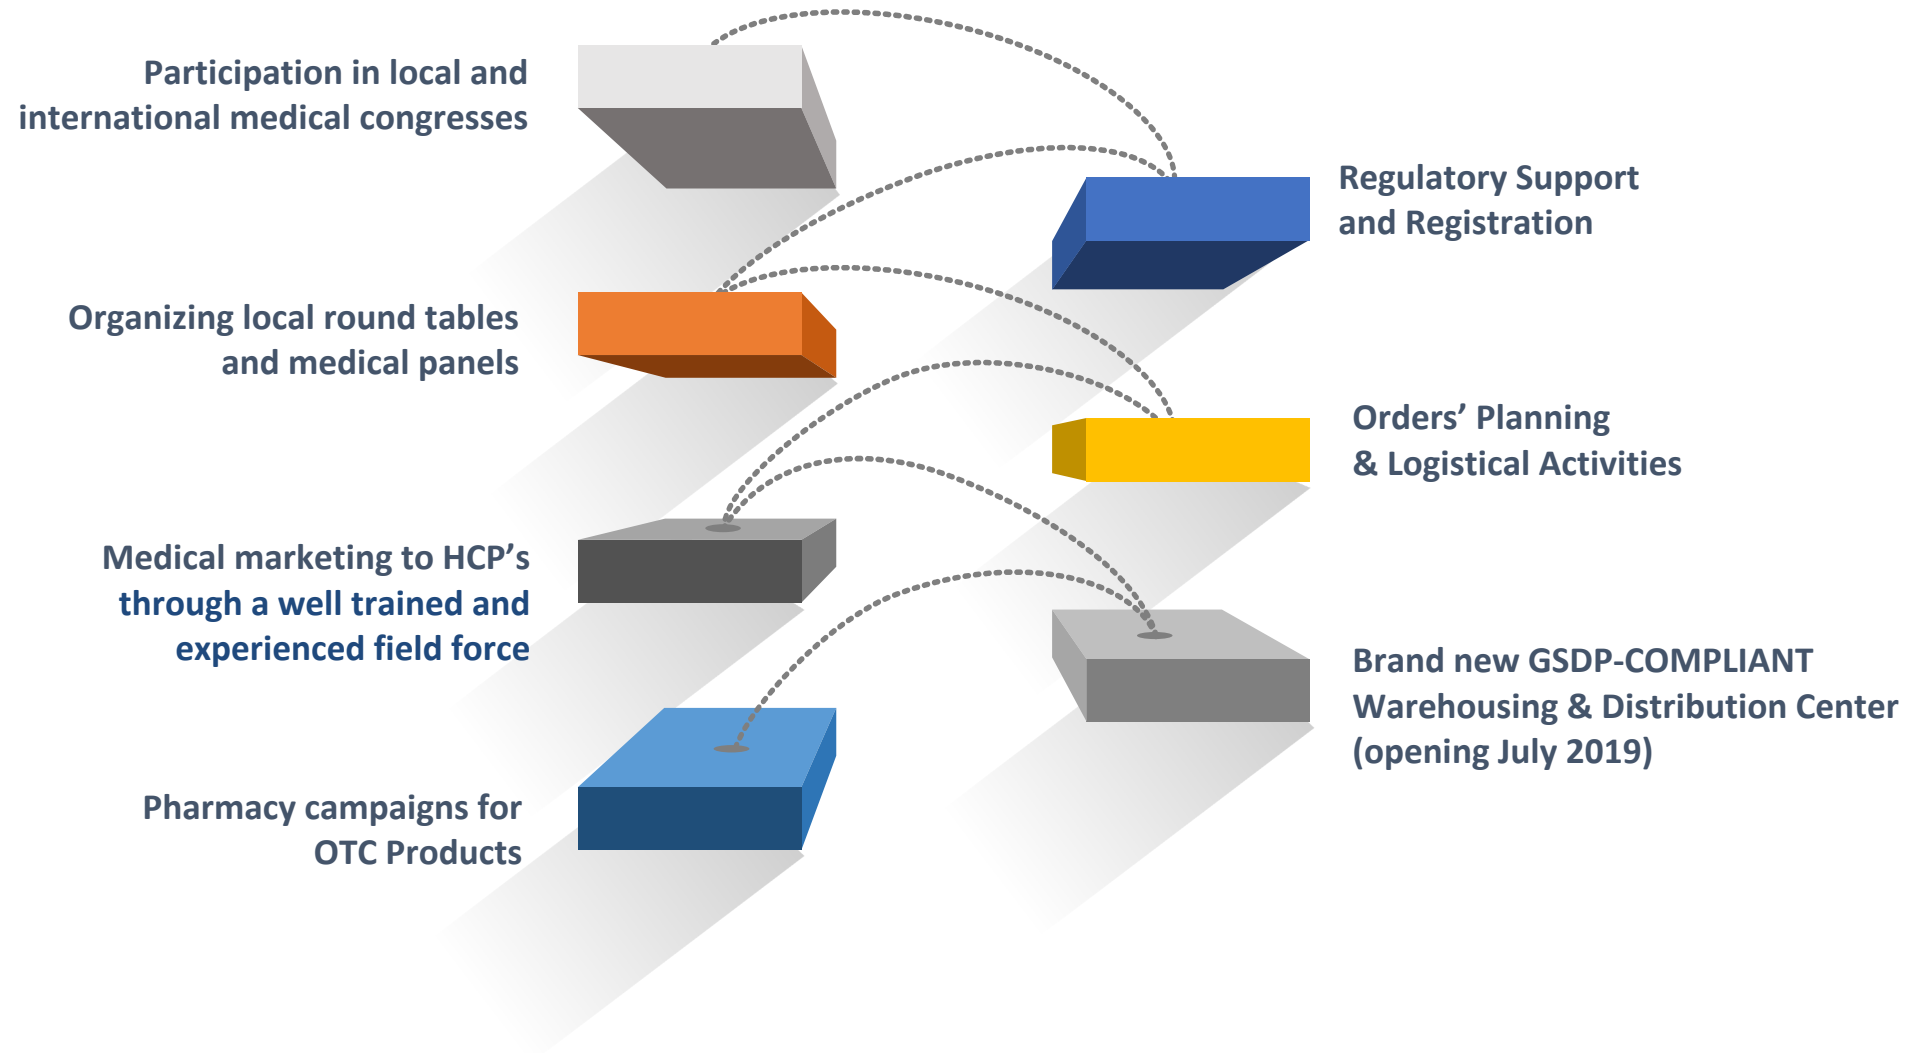 Participation in local and
international medical congresses
Regulatory Support
and Registration
Organizing local round tables
and medical panels
Orders’ Planning
& Logistical Activities
Medical marketing to HCP’s
through a well trained and
experienced field force
Brand new GSDP-COMPLIANT
Warehousing & Distribution Center
(opening July 2019)
Pharmacy campaigns for
OTC Products